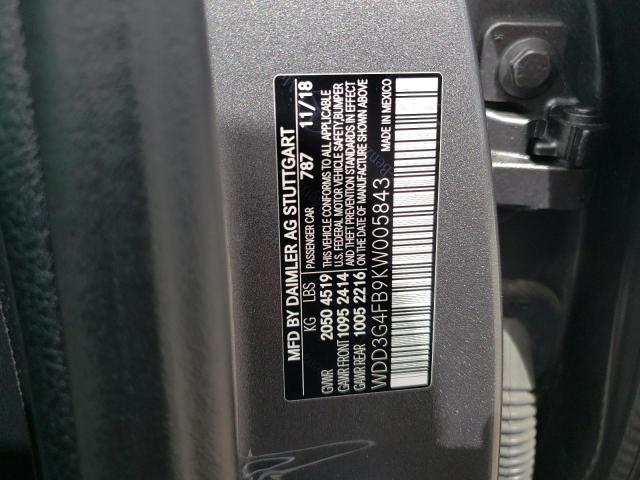 MFD BY DAIMLER AG STUTTGART
PASSENGER CAR 787 11/18
KG LBS
THIS VEHICLE CONFORMS TO ALL APPLICABLE
U.S. FEDERAL MOTOR VEHICLE SAFETY,BUMPER
AND THEFT PREVENTION STANDARDS IN EFFECT
ON THE DATE OF MANUFACTURE SHOWN ABOVE
GVWR 2050 4519
GAWR FRONT 1095 2414
GAWR REAR 1005 2216
MADE IN MEXICO
WDD3G4FB9KW005843
Benz